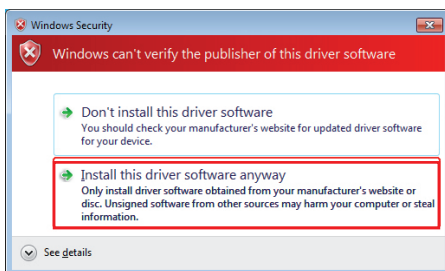 Windows Security
Windows can't verify the publisher of this driver software
Don't install this driver software
You should check your manufacturer's website for updated driver software
for your device.
Install this driver software anyway
Only install driver software obtained from your manufacturer's website or
disc. Unsigned software from other sources may harm your computer or steal
information.
See details